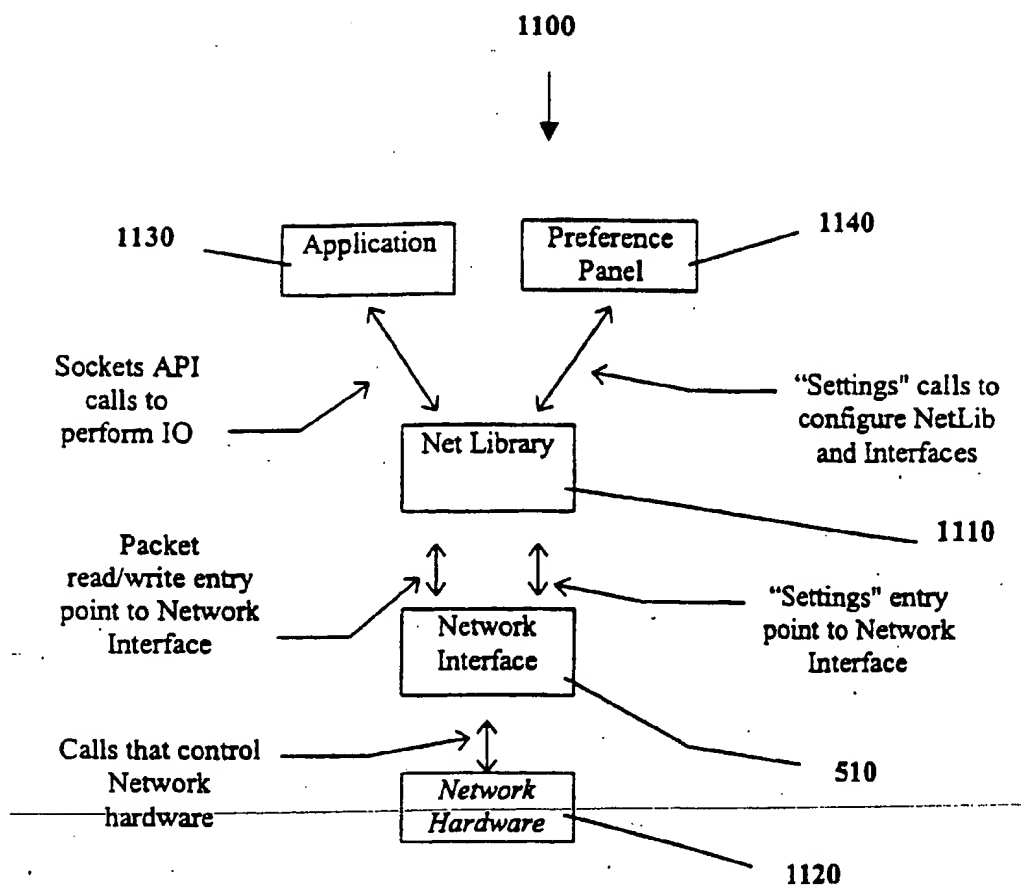 1100
1130
Application
Preference
Panel
1140
Sockets API
calls to
perform IO
"Settings" calls to
configure NetLib
and Interfaces
Net Library
1110
Packet
read/write entry
point to Network
Interface
"Settings" entry
point to Network
Interface
Network
Interface
510
Calls that control
Network
hardware
Network
Hardware
1120